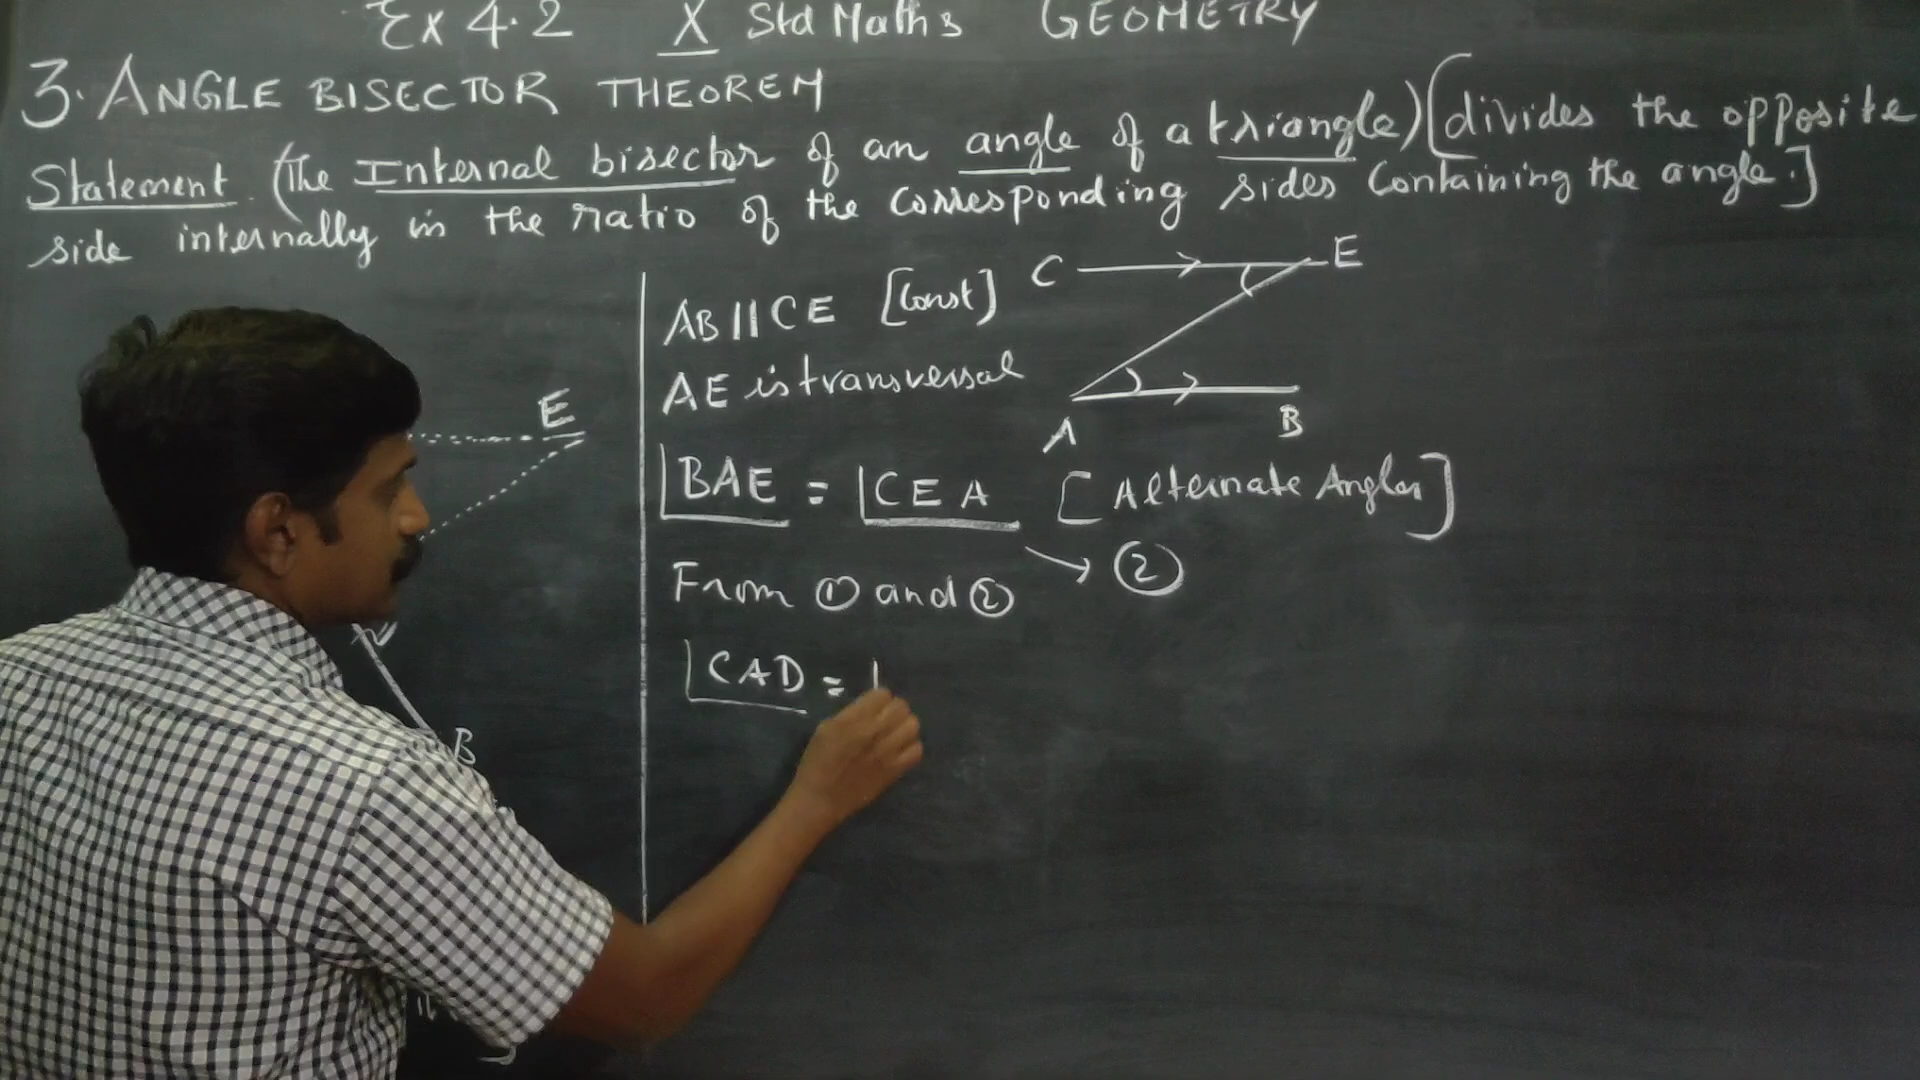 Ex 4.2 X Std Maths GEOMETRY
3. ANGLE BISECTOR THEOREM
Statement. (The Internal bisector of an angle of a triangle) [divides the opposite
side internally in the ratio of the corresponding sides containing the angle.]
AB || CE [Const]
C E
AE is transversal
A B
E
∠BAE = ∠CEA [Alternate Angles]
→ ②
From ① and ②
∠CAD =
B